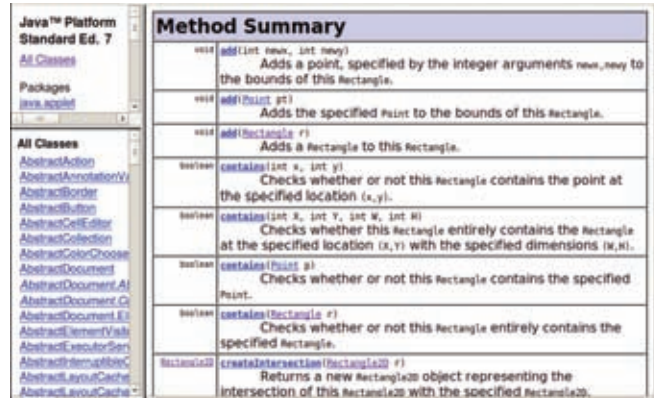 Java™ Platform
Standard Ed. 7
All Classes
Packages
java.applet
All Classes
AbstractAction
AbstractAnnotationVa
AbstractBorder
AbstractButton
AbstractCellEditor
AbstractCollection
AbstractColorChoose
AbstractDocument
AbstractDocument.At
AbstractDocument.Co
AbstractDocument.El
AbstractElementVisito
AbstractExecutorServ
AbstractInterruptibleC
AbstractLayoutCache
AbstractLayoutCache
Method Summary
void add(int newx, int newy)
Adds a point, specified by the integer arguments newx,newy to
the bounds of this Rectangle.
void add(Point pt)
Adds the specified Point to the bounds of this Rectangle.
void add(Rectangle r)
Adds a Rectangle to this Rectangle.
boolean contains(int x, int y)
Checks whether or not this Rectangle contains the point at
the specified location (x,y).
boolean contains(int X, int Y, int W, int H)
Checks whether this Rectangle entirely contains the Rectangle
at the specified location (X,Y) with the specified dimensions (W,H).
boolean contains(Point p)
Checks whether or not this Rectangle contains the specified
Point.
boolean contains(Rectangle r)
Checks whether or not this Rectangle entirely contains the
specified Rectangle.
Rectangle2D createIntersection(Rectangle2D r)
Returns a new Rectangle2D object representing the
intersection of this Rectangle2D with the specified Rectangle2D.